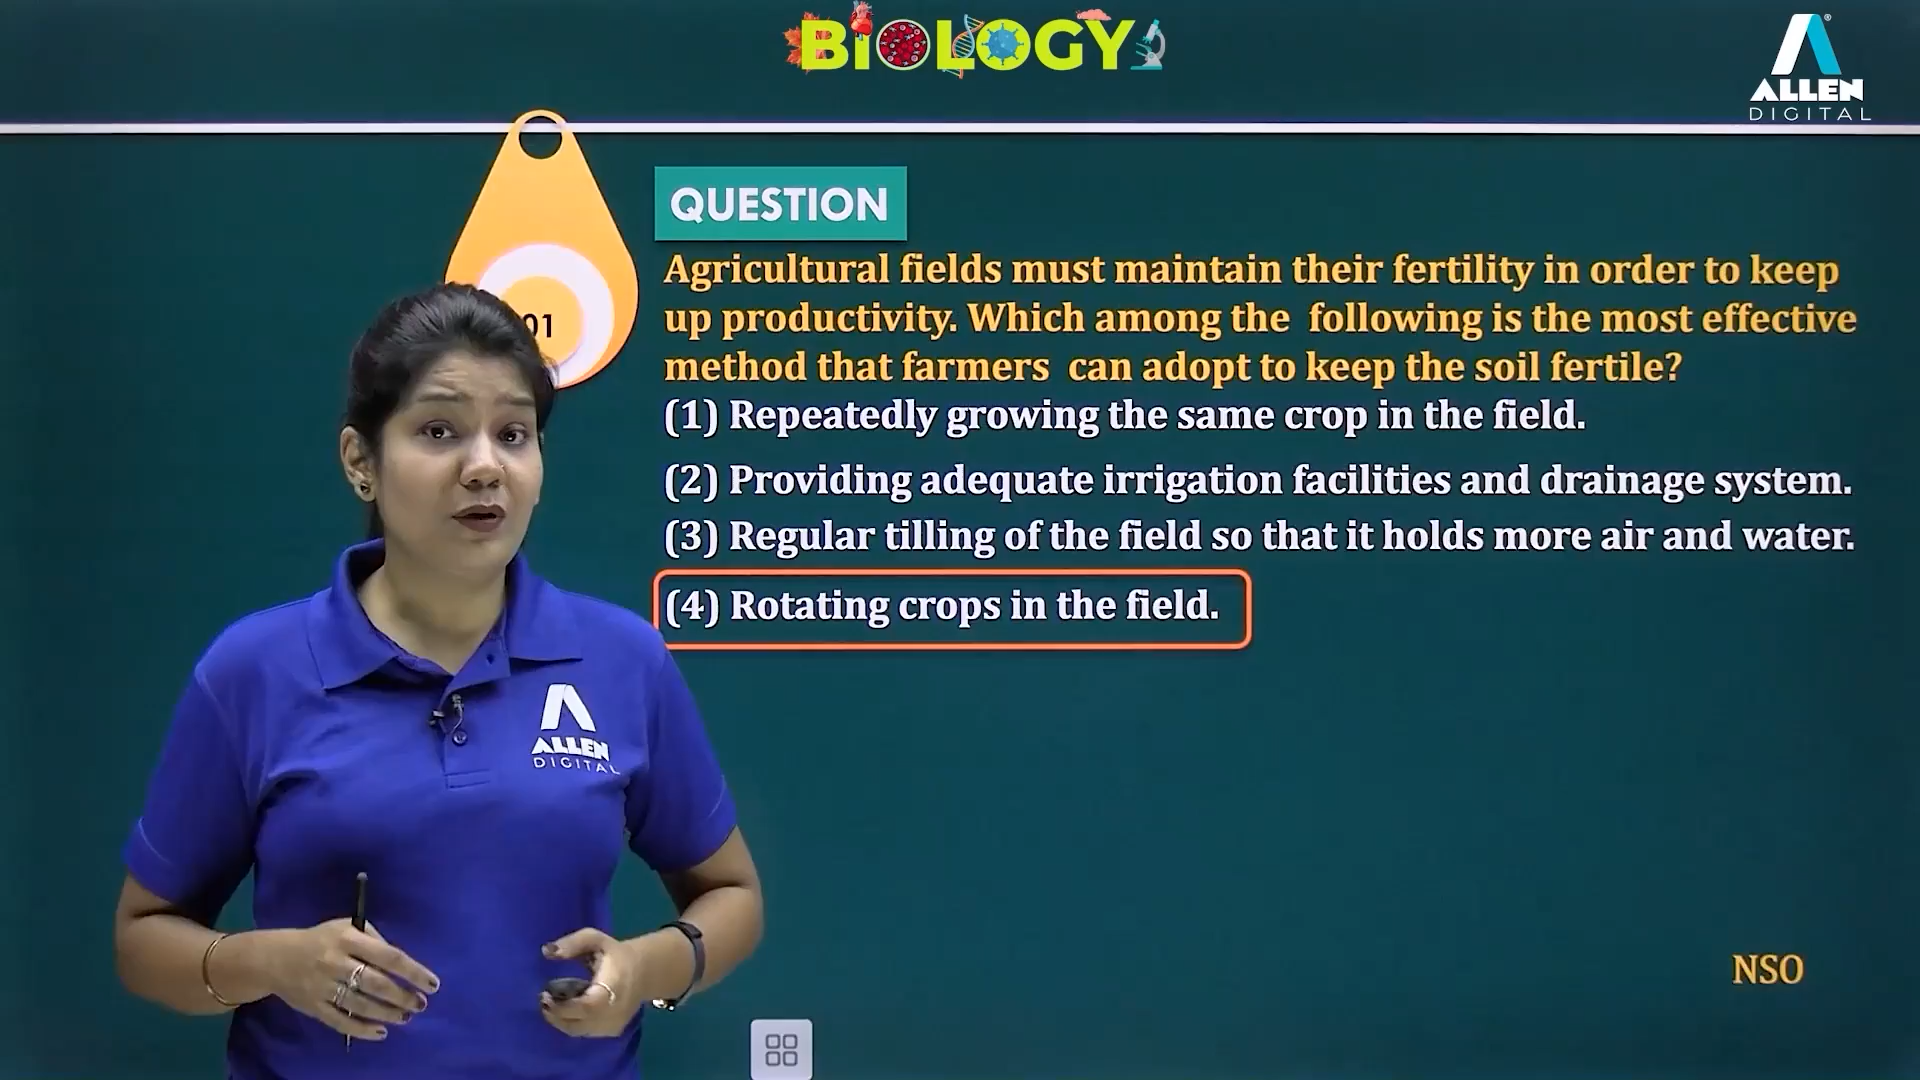 BIOLOGY
ALLEN
DIGITAL
QUESTION
Agricultural fields must maintain their fertility in order to keep
up productivity. Which among the following is the most effective
method that farmers can adopt to keep the soil fertile?
01
(1) Repeatedly growing the same crop in the field.
(2) Providing adequate irrigation facilities and drainage system.
(3) Regular tilling of the field so that it holds more air and water.
(4) Rotating crops in the field.
ALLEN
DIGITAL
NSO